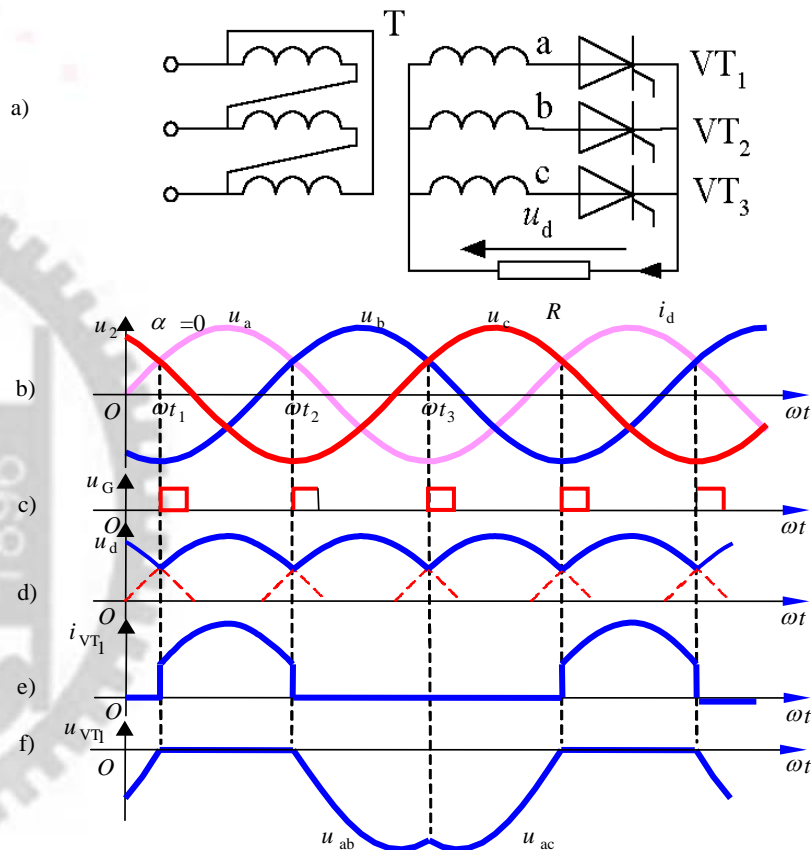 T
a)
a
VT1
b
VT2
c
VT3
ud
R
id
b)
u2
α =0
ua
ub
uc
O
ωt1
ωt2
ωt3
ωt
c)
uG
O
ωt
d)
ud
O
ωt
e)
iVT1
O
ωt
f)
uVT1
O
ωt
uab
uac
1896